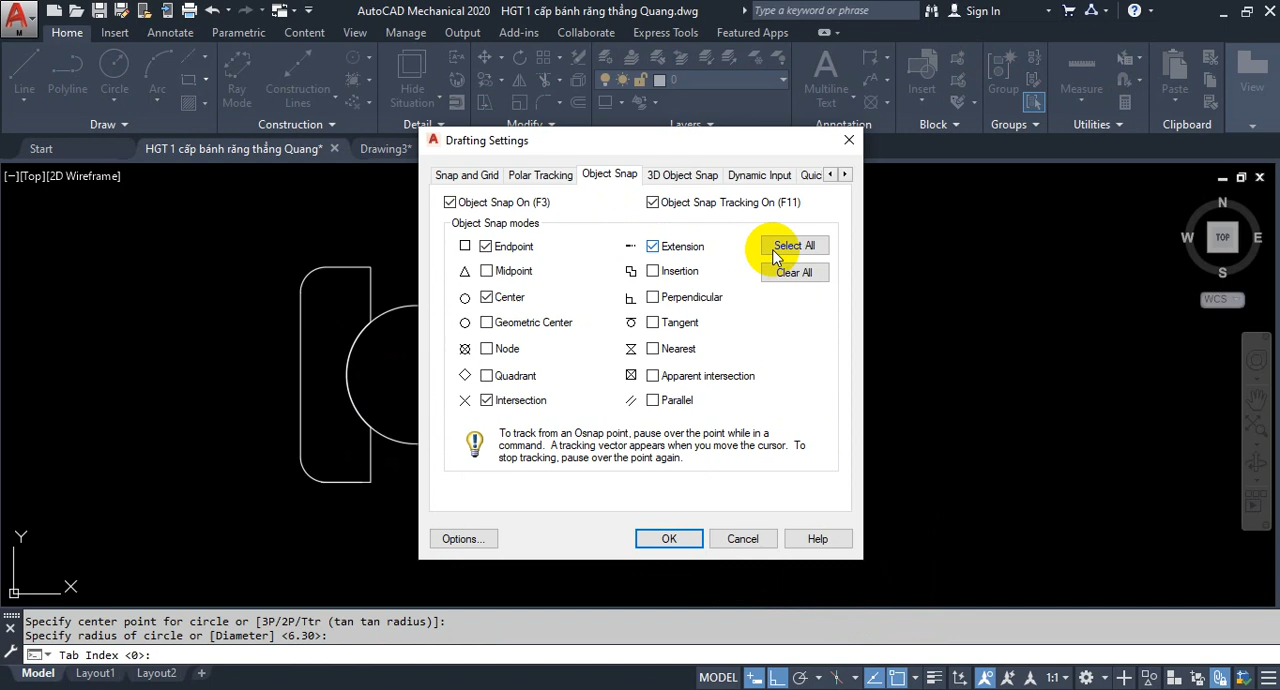 AutoCAD Mechanical 2020 HGT 1 cấp bánh răng thẳng Quang.dwg Type a keyword or phrase Sign In
M Home Insert Annotate Parametric Content View Manage Output Add-ins Collaborate Express Tools Featured Apps
0
Line Polyline Circle Arc Ray Mode Construction Lines Hide Situation Multiline Text Insert Group Measure Paste View
Draw Construction Detail Modify Layers Annotation Block Groups Utilities Clipboard
Start HGT 1 cấp bánh răng thẳng Quang* Drawing3*
[−][Top][2D Wireframe]
Drafting Settings
Snap and Grid Polar Tracking Object Snap 3D Object Snap Dynamic Input Quic
Object Snap On (F3) Object Snap Tracking On (F11)
Object Snap modes
Endpoint Extension Select All
Midpoint Insertion Clear All
Center Perpendicular
Geometric Center Tangent
Node Nearest
Quadrant Apparent intersection
Intersection Parallel
To track from an Osnap point, pause over the point while in a
command. A tracking vector appears when you move the cursor. To
stop tracking, pause over the point again.
Options... OK Cancel Help
N
W TOP E
S
WCS
Y
X
Specify center point for circle or [3P/2P/Ttr (tan tan radius)]:
Specify radius of circle or [Diameter] <6.30>:
Tab Index <0>:
Model Layout1 Layout2 + MODEL 1:1